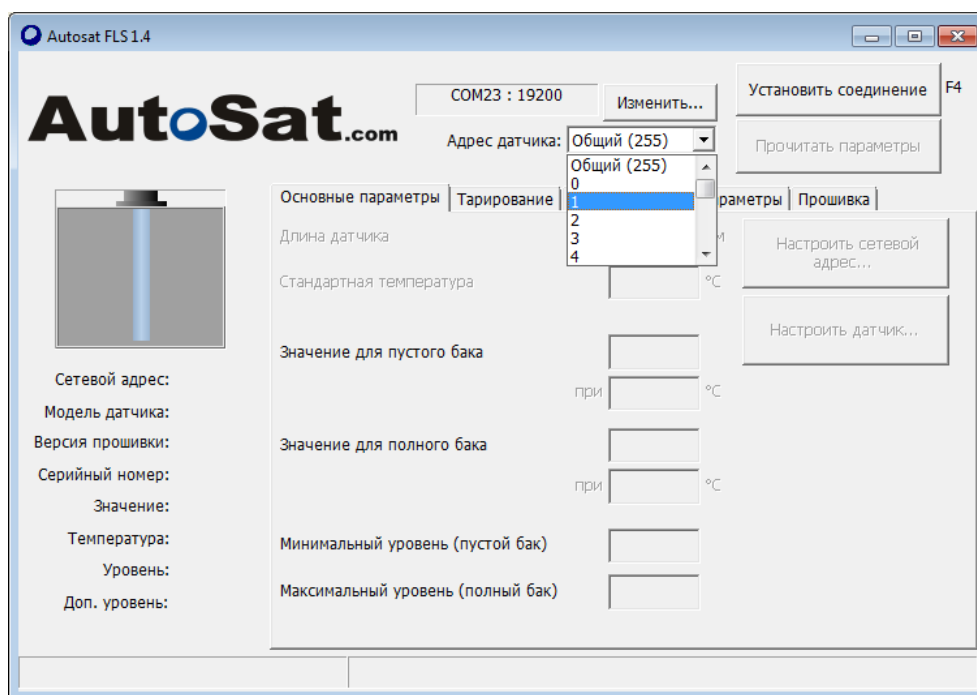 Autosat FLS 1.4
AutoSat.com
COM23 : 19200
Изменить...
Установить соединение
F4
Адрес датчика:
Общий (255)
Прочитать параметры
Общий (255)
0
1
2
3
4
Основные параметры
Тарирование
Прошивка
Длина датчика
Настроить сетевой
адрес...
Стандартная температура
°C
Настроить датчик...
Значение для пустого бака
при
°C
Значение для полного бака
при
°C
Минимальный уровень (пустой бак)
Максимальный уровень (полный бак)
Сетевой адрес:
Модель датчика:
Версия прошивки:
Серийный номер:
Значение:
Температура:
Уровень:
Доп. уровень: